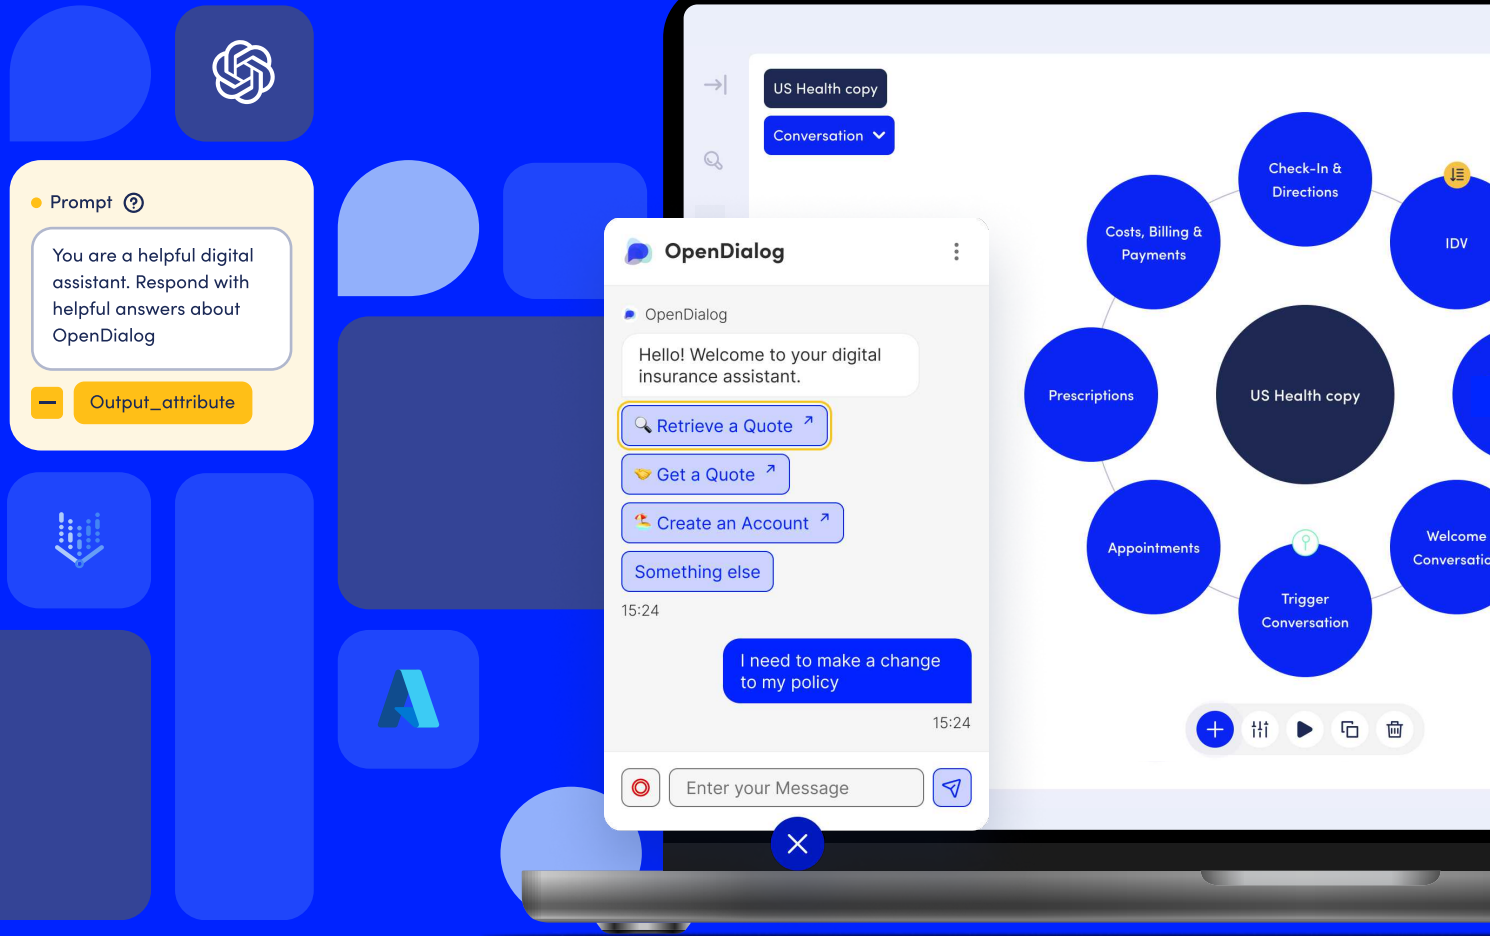 Prompt
You are a helpful digital
assistant. Respond with
helpful answers about
OpenDialog
Output_attribute
OpenDialog
OpenDialog
Hello! Welcome to your digital
insurance assistant.
Retrieve a Quote
Get a Quote
Create an Account
Something else
15:24
I need to make a change
to my policy
15:24
Enter your Message
US Health copy
Conversation
Check-In &
Directions
Costs, Billing &
Payments
IDV
Prescriptions
US Health copy
Appointments
Welcome
Trigger
Conversation